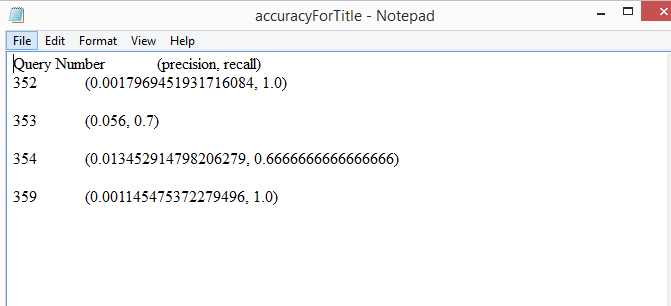 accuracyForTitle - Notepad
File Edit Format View Help
Query Number (precision, recall)
352 (0.0017969451931716084, 1.0)
353 (0.056, 0.7)
354 (0.013452914798206279, 0.6666666666666666)
359 (0.001145475372279496, 1.0)